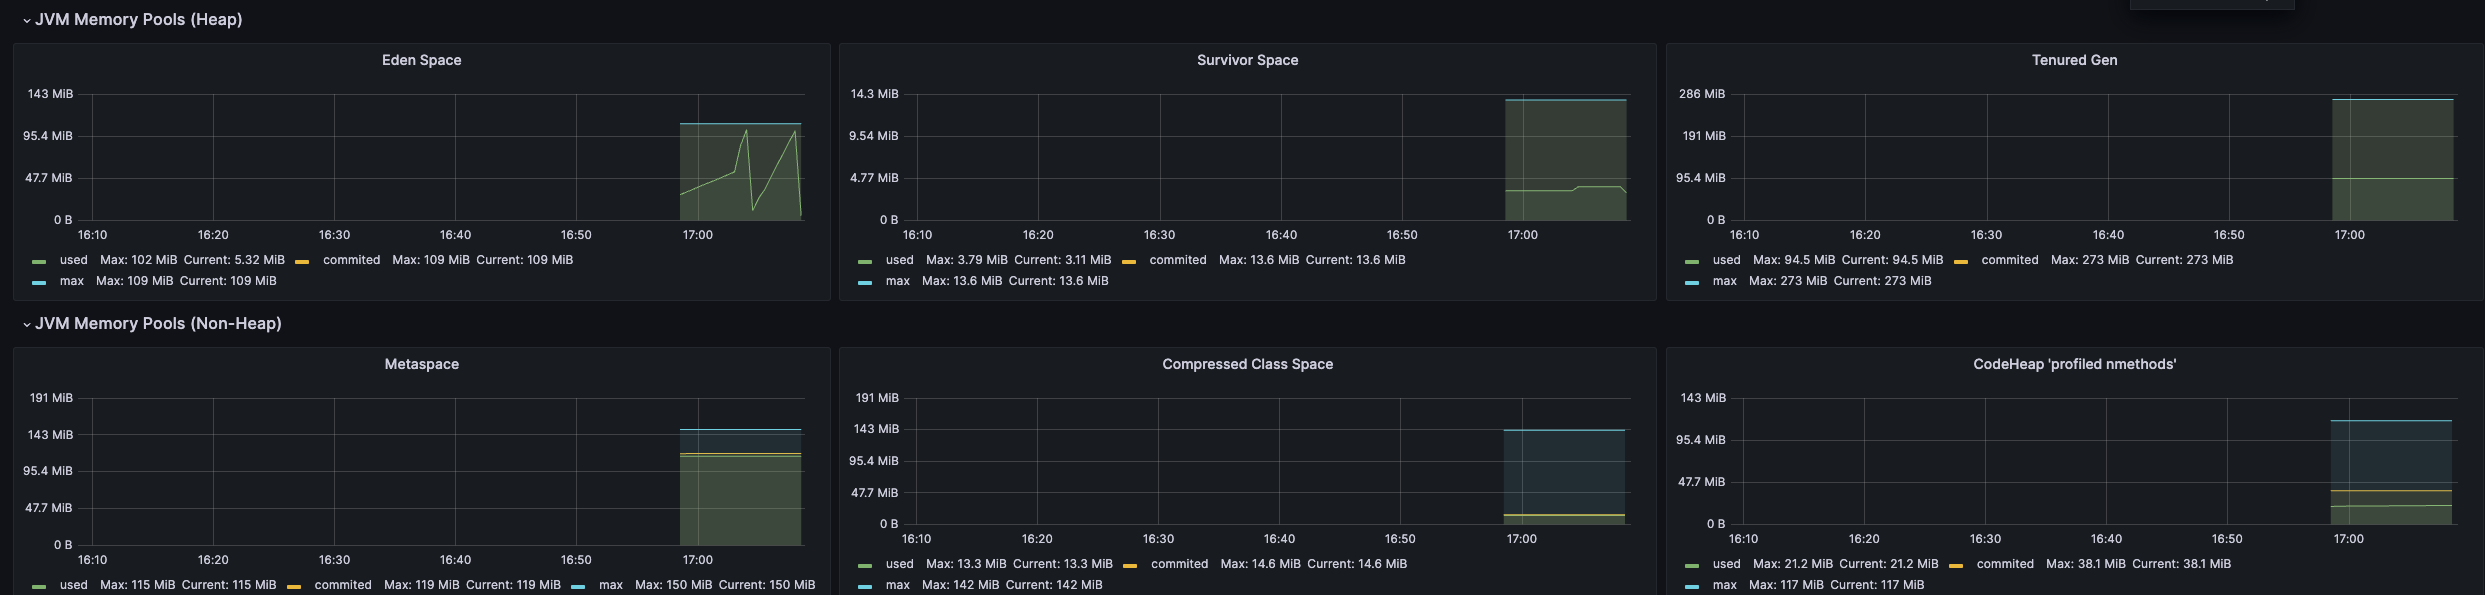 JVM Memory Pools (Heap)
Eden Space
143 MiB
95.4 MiB
47.7 MiB
0 B
16:10 16:20 16:30 16:40 16:50 17:00
used Max: 102 MiB Current: 5.32 MiB commited Max: 109 MiB Current: 109 MiB
max Max: 109 MiB Current: 109 MiB
Survivor Space
14.3 MiB
9.54 MiB
4.77 MiB
0 B
16:10 16:20 16:30 16:40 16:50 17:00
used Max: 3.79 MiB Current: 3.11 MiB commited Max: 13.6 MiB Current: 13.6 MiB
max Max: 13.6 MiB Current: 13.6 MiB
Tenured Gen
286 MiB
191 MiB
95.4 MiB
0 B
16:10 16:20 16:30 16:40 16:50 17:00
used Max: 94.5 MiB Current: 94.5 MiB commited Max: 273 MiB Current: 273 MiB
max Max: 273 MiB Current: 273 MiB
JVM Memory Pools (Non-Heap)
Metaspace
191 MiB
143 MiB
95.4 MiB
47.7 MiB
0 B
16:10 16:20 16:30 16:40 16:50 17:00
used Max: 115 MiB Current: 115 MiB commited Max: 119 MiB Current: 119 MiB max Max: 150 MiB Current: 150 MiB
Compressed Class Space
191 MiB
143 MiB
95.4 MiB
47.7 MiB
0 B
16:10 16:20 16:30 16:40 16:50 17:00
used Max: 13.3 MiB Current: 13.3 MiB commited Max: 14.6 MiB Current: 14.6 MiB
max Max: 142 MiB Current: 142 MiB
CodeHeap 'profiled nmethods'
143 MiB
95.4 MiB
47.7 MiB
0 B
16:10 16:20 16:30 16:40 16:50 17:00
used Max: 21.2 MiB Current: 21.2 MiB commited Max: 38.1 MiB Current: 38.1 MiB
max Max: 117 MiB Current: 117 MiB